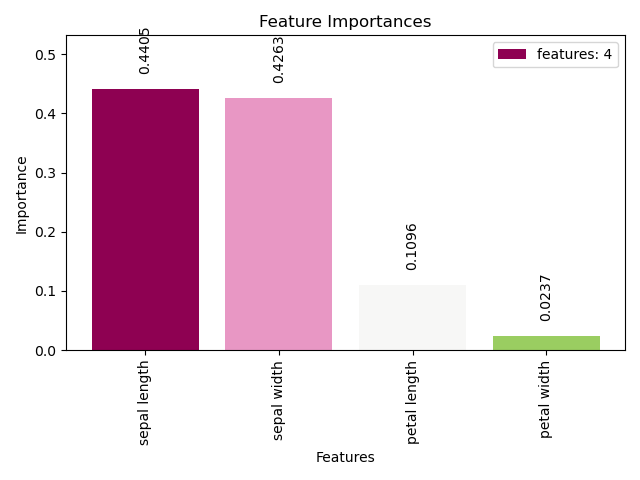 Feature Importances
features: 4
Importance
0.5
0.4
0.3
0.2
0.1
0.0
0.4405
0.4263
0.1096
0.0237
sepal length
sepal width
petal length
petal width
Features